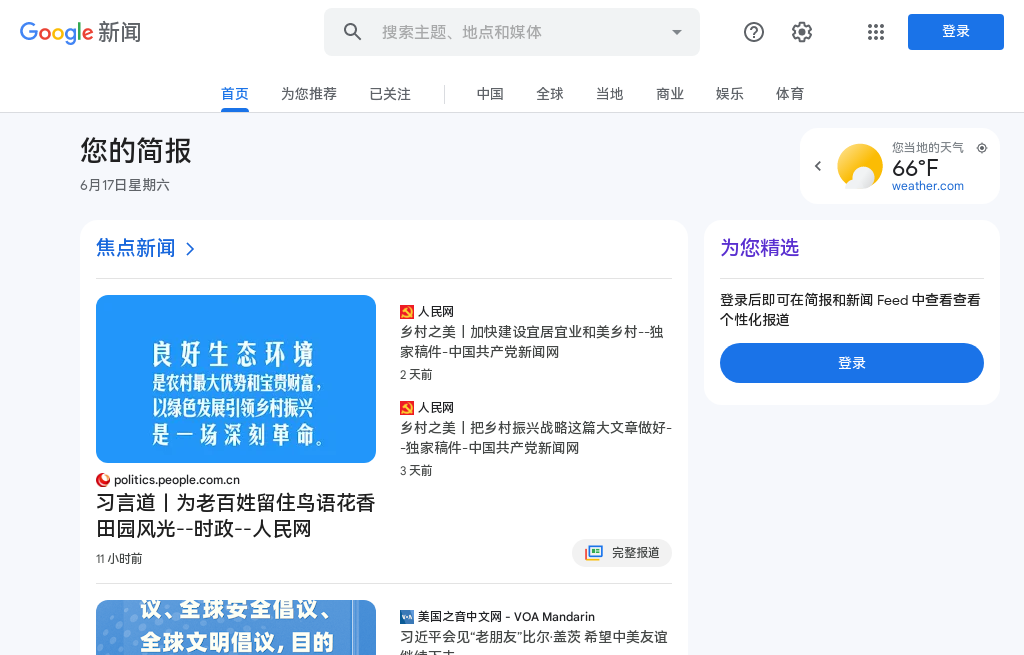 Google 新闻
搜索主题、地点和媒体
登录
首页
为您推荐
已关注
中国
全球
当地
商业
娱乐
体育
您的简报
6月17日星期六
您当地的天气
66°F
weather.com
焦点新闻
良好生态环境
是农村最大优势和宝贵财富，
以绿色发展引领乡村振兴
是一场深刻革命。
politics.people.com.cn
习言道丨为老百姓留住鸟语花香
田园风光--时政--人民网
11 小时前
人民网
乡村之美丨加快建设宜居宜业和美乡村--独
家稿件-中国共产党新闻网
2 天前
人民网
乡村之美丨把乡村振兴战略这篇大文章做好-
-独家稿件-中国共产党新闻网
3 天前
完整报道
为您精选
登录后即可在简报和新闻 Feed 中查看查看
个性化报道
登录
议、全球安全倡议、
全球文明倡议，目的
VOA
美国之音中文网 - VOA Mandarin
习近平会见“老朋友”比尔·盖茨 希望中美友谊
继续下去